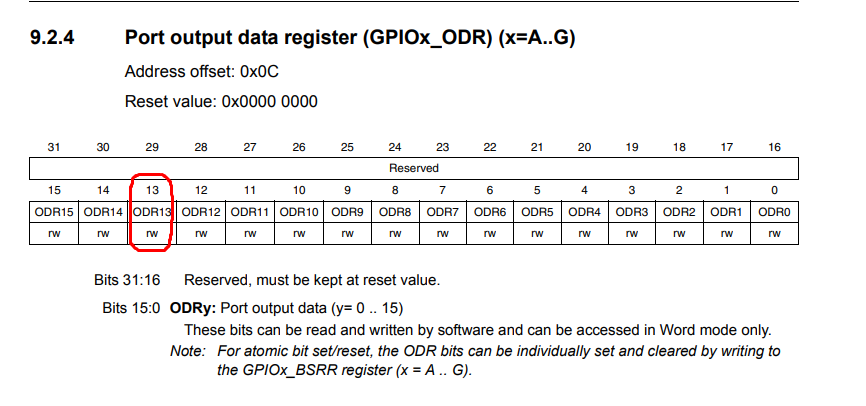 9.2.4 Port output data register (GPIOx_ODR) (x=A..G)
Address offset: 0x0C
Reset value: 0x0000 0000
31 30 29 28 27 26 25 24 23 22 21 20 19 18 17 16
Reserved
15 14 13 12 11 10 9 8 7 6 5 4 3 2 1 0
ODR15 ODR14 ODR13 ODR12 ODR11 ODR10 ODR9 ODR8 ODR7 ODR6 ODR5 ODR4 ODR3 ODR2 ODR1 ODR0
rw rw rw rw rw rw rw rw rw rw rw rw rw rw rw rw
Bits 31:16 Reserved, must be kept at reset value.
Bits 15:0 ODRy: Port output data (y= 0 .. 15)
These bits can be read and written by software and can be accessed in Word mode only.
Note: For atomic bit set/reset, the ODR bits can be individually set and cleared by writing to
the GPIOx_BSRR register (x = A .. G).